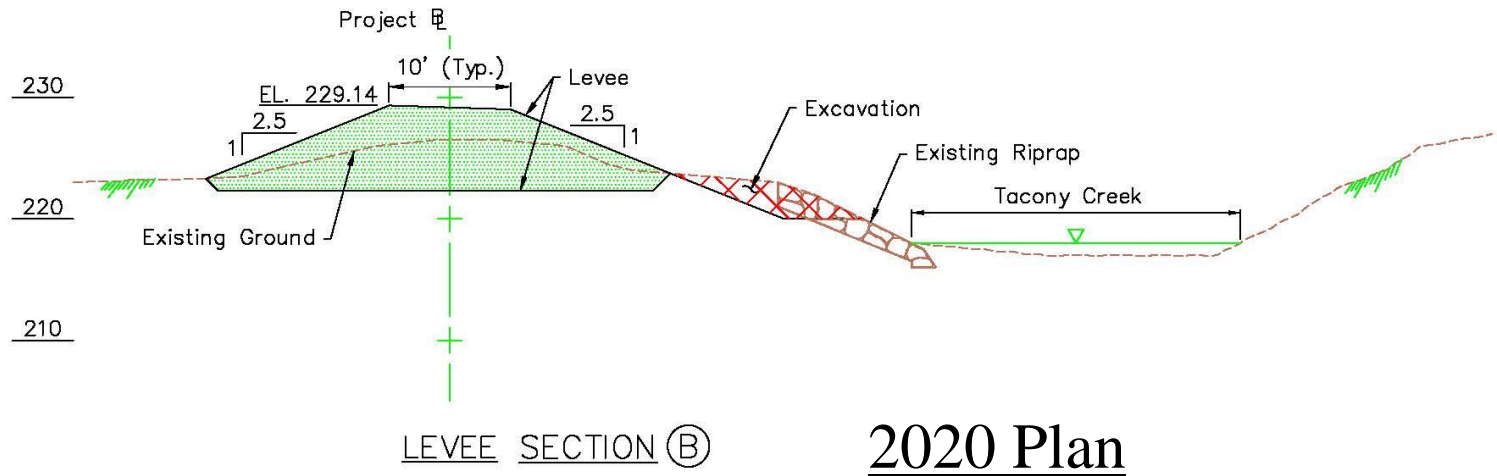 Project BL
10' (Typ.)
Levee
230
EL. 229.14
2.5
1
2.5
1
Excavation
Existing Riprap
Tacony Creek
220
Existing Ground
210
LEVEE SECTION B
2020 Plan